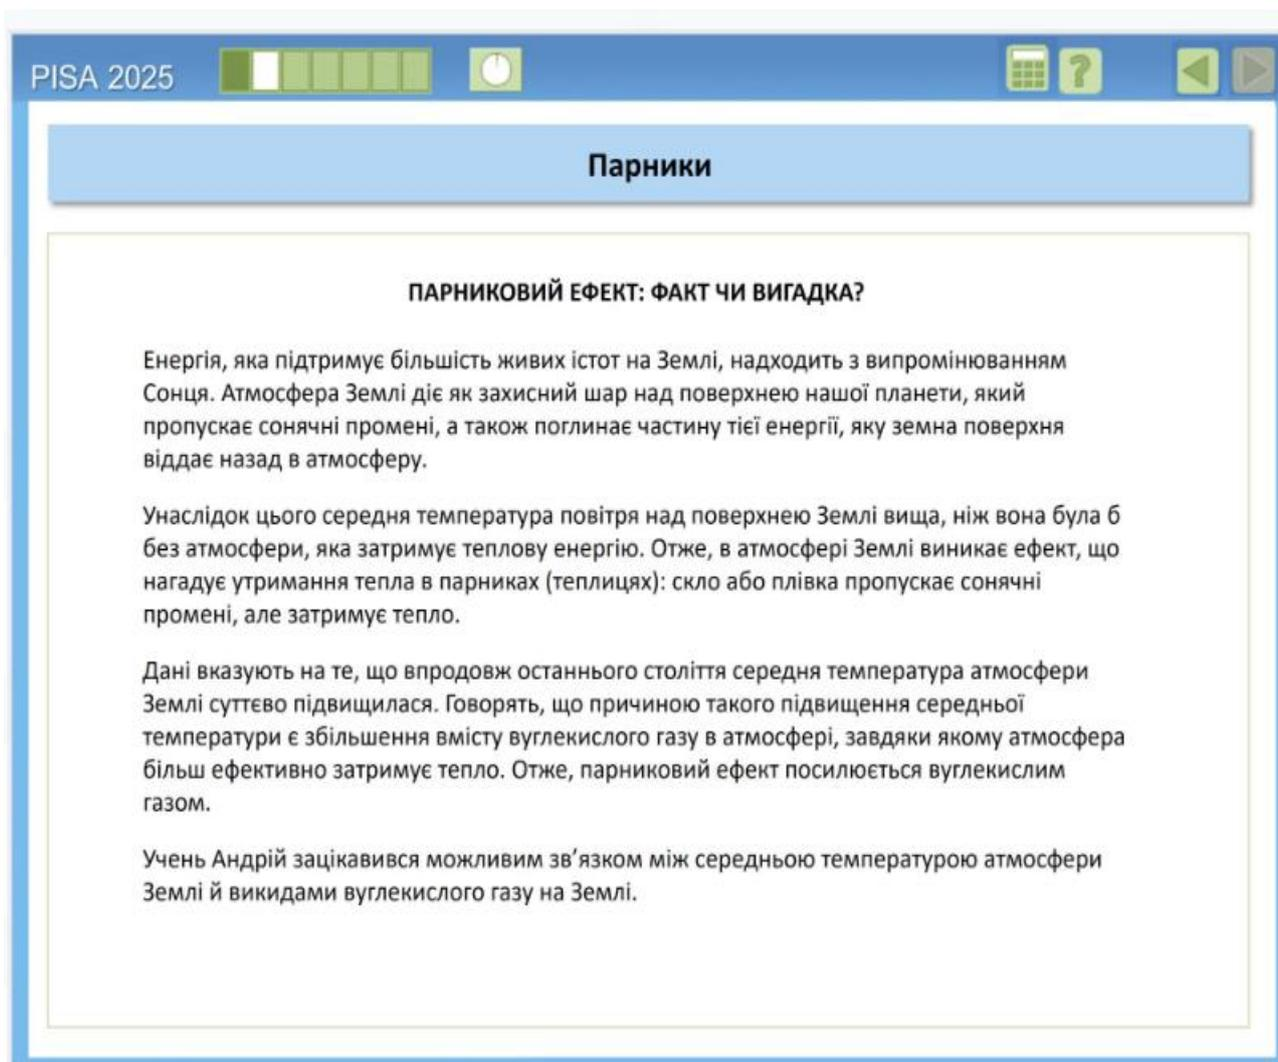 PISA 2025
?
Парники
ПАРНИКОВИЙ ЕФЕКТ: ФАКТ ЧИ ВИГАДКА?
Енергія, яка підтримує більшість живих істот на Землі, надходить з випромінюванням
Сонця. Атмосфера Землі діє як захисний шар над поверхнею нашої планети, який
пропускає сонячні промені, а також поглинає частину тієї енергії, яку земна поверхня
віддає назад в атмосферу.
Унаслідок цього середня температура повітря над поверхнею Землі вища, ніж вона була б
без атмосфери, яка затримує теплову енергію. Отже, в атмосфері Землі виникає ефект, що
нагадує утримання тепла в парниках (теплицях): скло або плівка пропускає сонячні
промені, але затримує тепло.
Дані вказують на те, що впродовж останнього століття середня температура атмосфери
Землі суттєво підвищилася. Говорять, що причиною такого підвищення середньої
температури є збільшення вмісту вуглекислого газу в атмосфері, завдяки якому атмосфера
більш ефективно затримує тепло. Отже, парниковий ефект посилюється вуглекислим
газом.
Учень Андрій зацікавився можливим зв’язком між середньою температурою атмосфери
Землі й викидами вуглекислого газу на Землі.